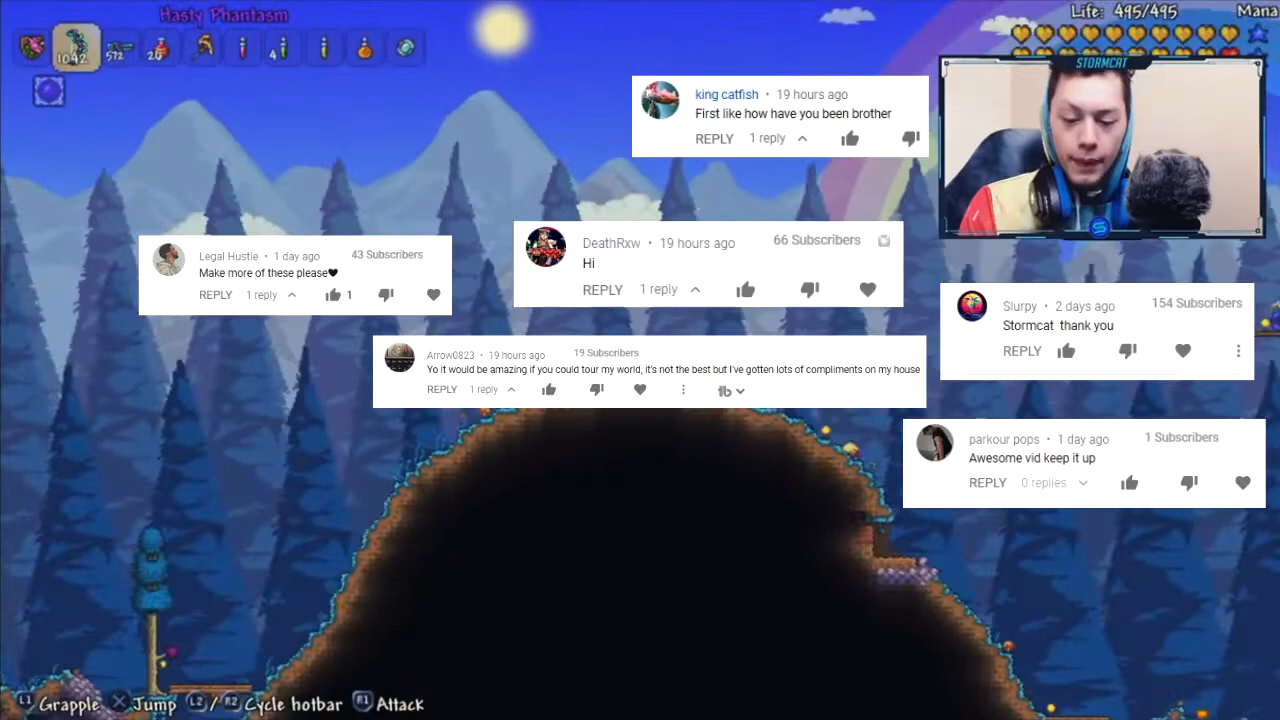 Hasty Phantasm
Life: 495/495
Mana
1042
572
20
4
STORMCAT
king catfish • 19 hours ago
First like how have you been brother
REPLY 1 reply
Legal Hustle • 1 day ago 43 Subscribers
Make more of these please♥
REPLY 1 reply 1
DeathRxw • 19 hours ago 66 Subscribers
Hi
REPLY 1 reply
Slurpy • 2 days ago 154 Subscribers
Stormcat thank you
REPLY
Arrow0823 • 19 hours ago 19 Subscribers
Yo it would be amazing if you could tour my world, it's not the best but I've gotten lots of compliments on my house
REPLY 1 reply
parkour pops • 1 day ago 1 Subscribers
Awesome vid keep it up
REPLY 0 replies
L1 Grapple Jump L2 / R2 Cycle hotbar R1 Attack